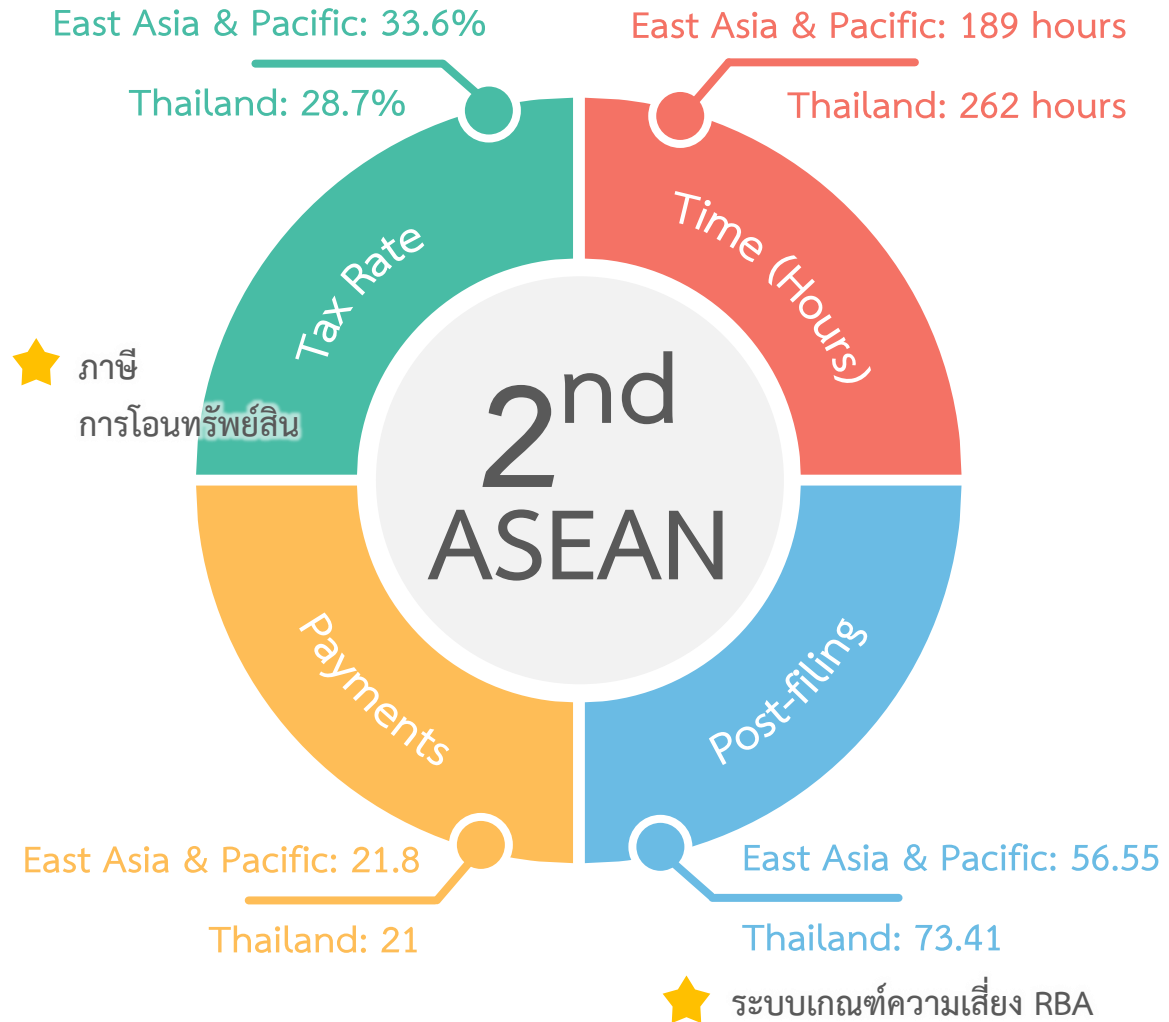 East Asia & Pacific: 33.6%
Thailand: 28.7%
East Asia & Pacific: 189 hours
Thailand: 262 hours
Tax Rate
Time (Hours)
ภาษี
การโอนทรัพย์สิน
2nd
ASEAN
Payments
Post-filing
East Asia & Pacific: 21.8
Thailand: 21
East Asia & Pacific: 56.55
Thailand: 73.41
ระบบเกณฑ์ความเสี่ยง RBA